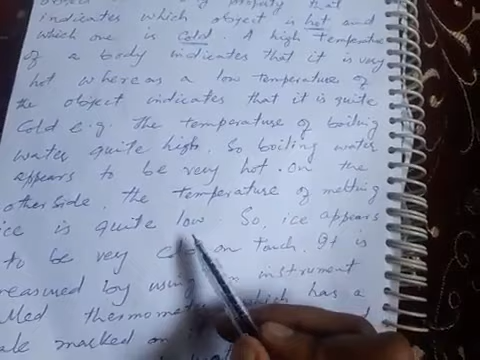 property that
indicates which object is hot and
which one is cold. A high temperature
of a body indicates that it is very
hot whereas a low temperature of
the object indicates that it is quite
cold e.g. The temperature of boiling
water quite high. So boiling water
appears to be very hot. On the
other side, the temperature of melting
ice is quite low. So, ice appears
to be very cold on touch. It is
measured by using an instrument
called thermometer which has a
marked on